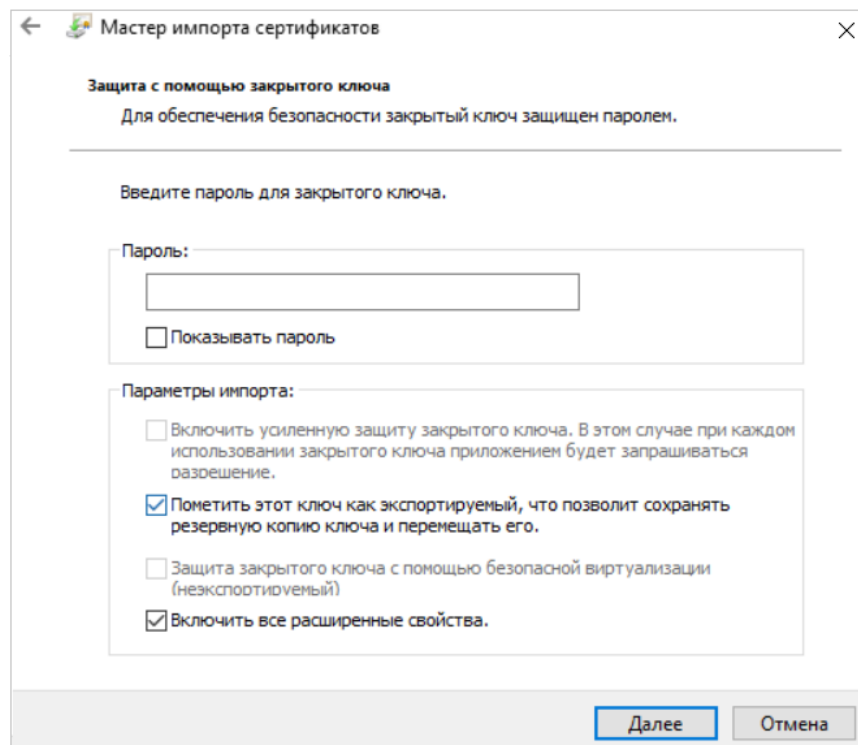 Мастер импорта сертификатов
Защита с помощью закрытого ключа
Для обеспечения безопасности закрытый ключ защищен паролем.
Введите пароль для закрытого ключа.
Пароль:
Показывать пароль
Параметры импорта:
Включить усиленную защиту закрытого ключа. В этом случае при каждом
использовании закрытого ключа приложением будет запрашиваться
разрешение.
Пометить этот ключ как экспортируемый, что позволит сохранять
резервную копию ключа и перемещать его.
Защита закрытого ключа с помощью безопасной виртуализации
(неэкспортируемый)
Включить все расширенные свойства.
Далее
Отмена